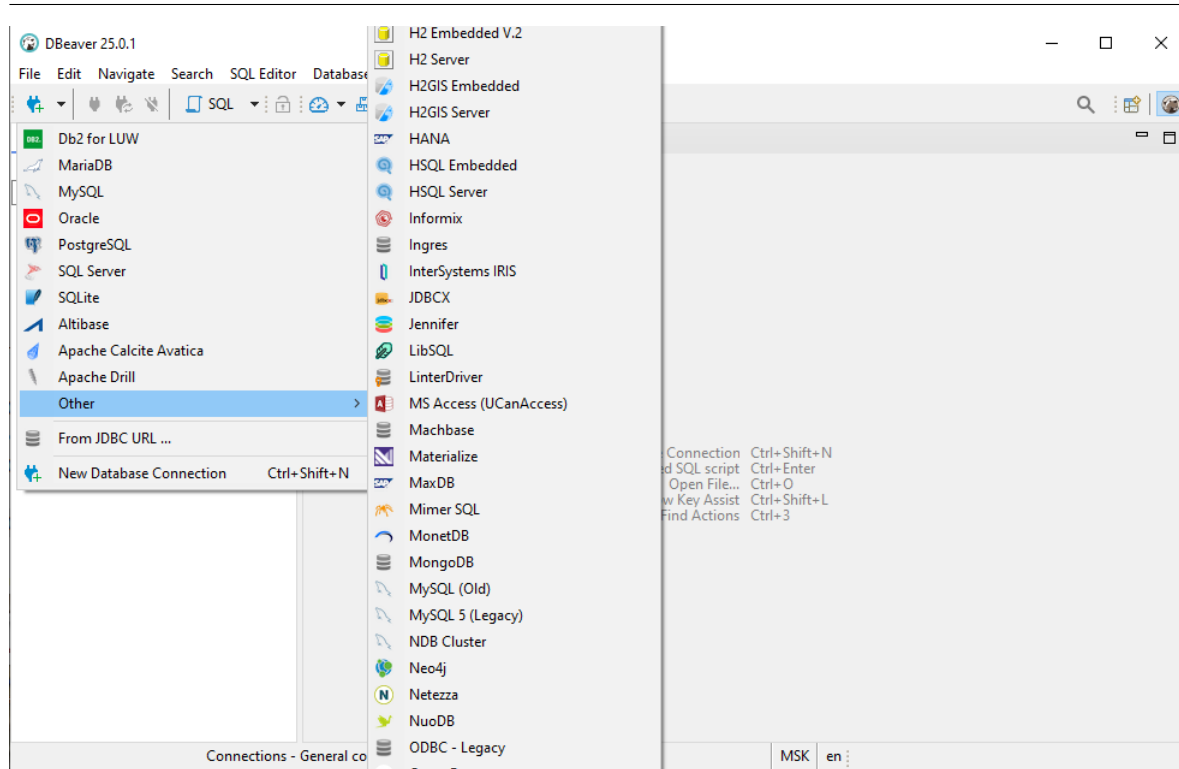 DBeaver 25.0.1
File Edit Navigate Search SQL Editor Database
SQL
Db2 for LUW
MariaDB
MySQL
Oracle
PostgreSQL
SQL Server
SQLite
Altibase
Apache Calcite Avatica
Apache Drill
Other
From JDBC URL ...
New Database Connection Ctrl+Shift+N
H2 Embedded V.2
H2 Server
H2GIS Embedded
H2GIS Server
HANA
HSQL Embedded
HSQL Server
Informix
Ingres
InterSystems IRIS
JDBCX
Jennifer
LibSQL
LinterDriver
MS Access (UCanAccess)
Machbase
Materialize
MaxDB
Mimer SQL
MonetDB
MongoDB
MySQL (Old)
MySQL 5 (Legacy)
NDB Cluster
Neo4j
Netezza
NuoDB
ODBC - Legacy
Connection Ctrl+Shift+N
d SQL script Ctrl+Enter
Open File... Ctrl+O
w Key Assist Ctrl+Shift+L
Find Actions Ctrl+3
Connections - General co
MSK en